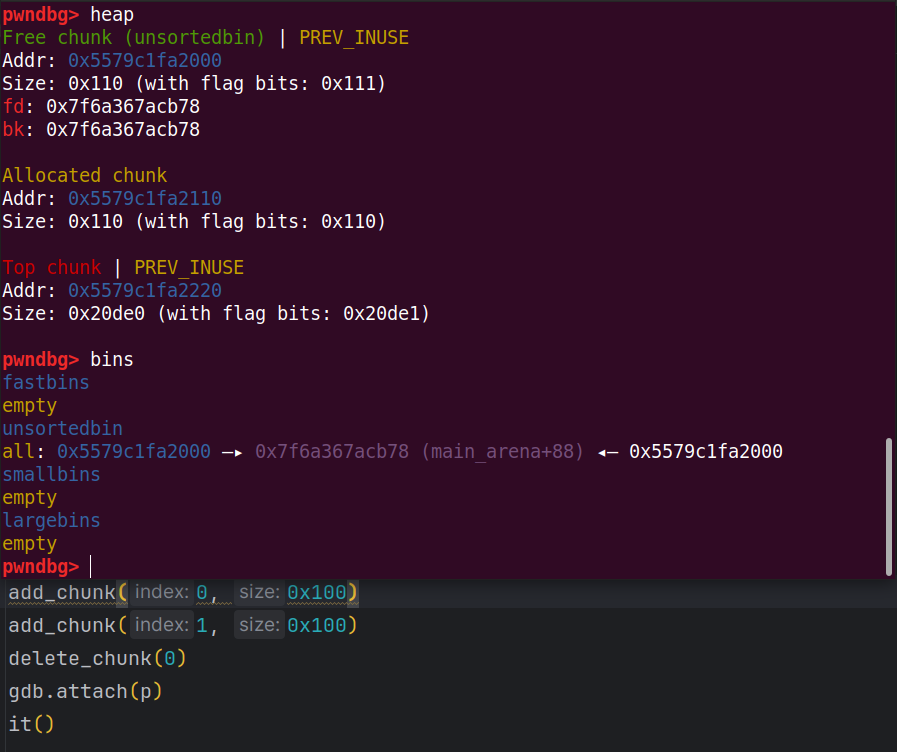 pwndbg> heap
Free chunk (unsortedbin) | PREV_INUSE
Addr: 0x5579c1fa2000
Size: 0x110 (with flag bits: 0x111)
fd: 0x7f6a367acb78
bk: 0x7f6a367acb78
Allocated chunk
Addr: 0x5579c1fa2110
Size: 0x110 (with flag bits: 0x110)
Top chunk | PREV_INUSE
Addr: 0x5579c1fa2220
Size: 0x20de0 (with flag bits: 0x20de1)
pwndbg> bins
fastbins
empty
unsortedbin
all: 0x5579c1fa2000 —▸ 0x7f6a367acb78 (main_arena+88) ◂— 0x5579c1fa2000
smallbins
empty
largebins
empty
pwndbg>
add_chunk( index: 0, size: 0x100)
add_chunk( index: 1, size: 0x100)
delete_chunk(0)
gdb.attach(p)
it()